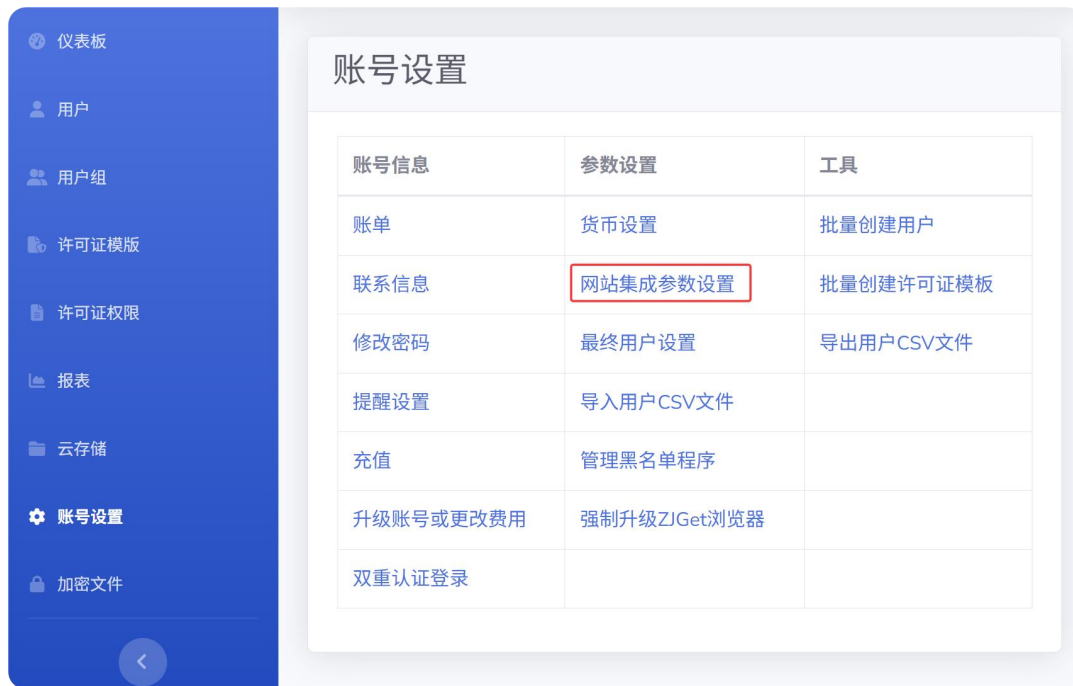 仪表板
用户
用户组
许可证模版
许可证权限
报表
云存储
账号设置
加密文件
账号设置
账号信息 参数设置 工具
账单 货币设置 批量创建用户
联系信息 网站集成参数设置 批量创建许可证模板
修改密码 最终用户设置 导出用户CSV文件
提醒设置 导入用户CSV文件
充值 管理黑名单程序
升级账号或更改费用 强制升级ZJGet浏览器
双重认证登录